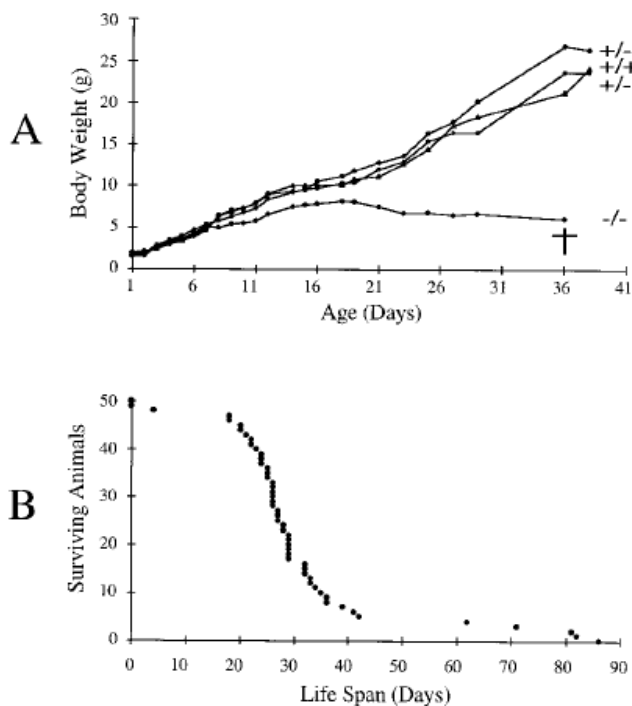 A
Body Weight (g)
30
25
20
15
10
5
0
+/-
+/+
+/-
-/-
1 6 11 16 21 26 31 36 41
Age (Days)
B
Surviving Animals
50
40
30
20
10
0
0 10 20 30 40 50 60 70 80 90
Life Span (Days)